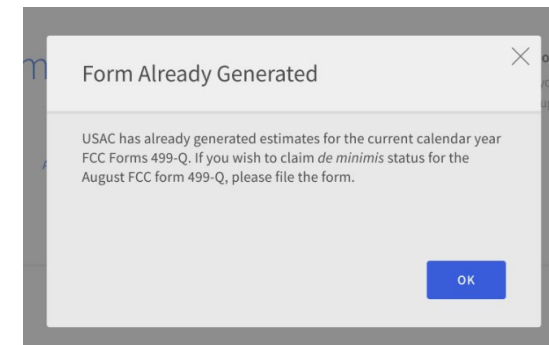 m
Form Already Generated
USAC has already generated estimates for the current calendar year
FCC Forms 499-Q. If you wish to claim de minimis status for the
August FCC form 499-Q, please file the form.
OK